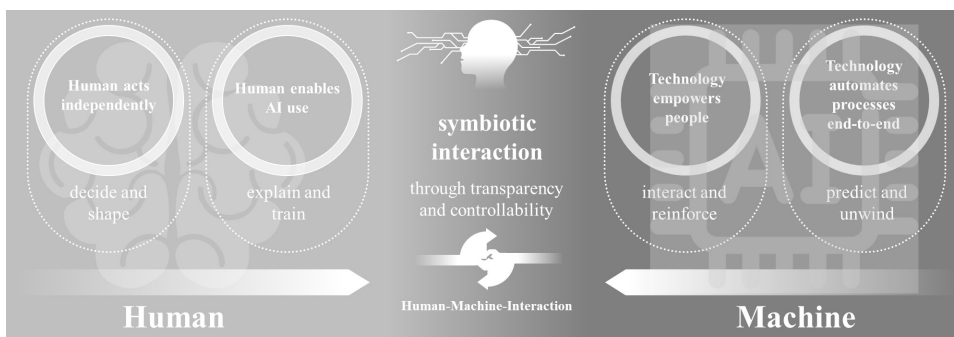 Human acts
independently
decide and
shape
Human enables
AI use
explain and
train
symbiotic
interaction
through transparency
and controllability
Human-Machine-Interaction
Technology
empowers
people
interact and
reinforce
Technology
automates
processes
end-to-end
predict and
unwind
Human
Machine
AI